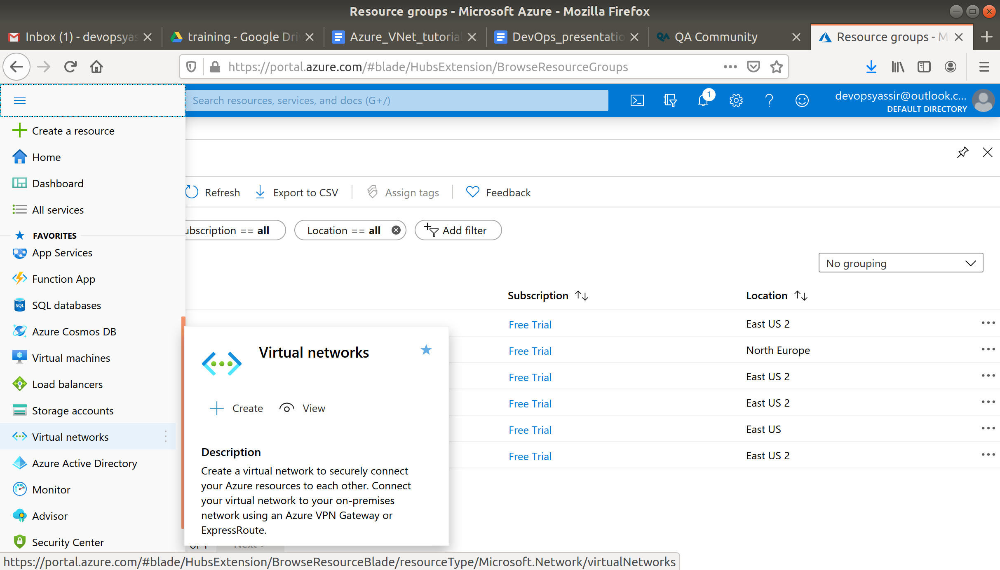 Resource groups - Microsoft Azure - Mozilla Firefox
Inbox (1) - devopsyas
training - Google Dri
Azure_VNet_tutorial
DevOps_presentatio
QA Community
Resource groups - M
https://portal.azure.com/#blade/HubsExtension/BrowseResourceGroups
Search resources, services, and docs (G+/)
1
devopsyassir@outlook.c...
DEFAULT DIRECTORY
Create a resource
Home
Dashboard
All services
FAVORITES
App Services
Function App
SQL databases
Azure Cosmos DB
Virtual machines
Load balancers
Storage accounts
Virtual networks
Azure Active Directory
Monitor
Advisor
Security Center
Refresh
Export to CSV
Assign tags
Feedback
ubscription == all
Location == all
Add filter
No grouping
Subscription
Location
Free Trial East US 2
Free Trial North Europe
Free Trial East US 2
Free Trial East US 2
Free Trial East US
Free Trial East US 2
Virtual networks
Create
View
Description
Create a virtual network to securely connect
your Azure resources to each other. Connect
your virtual network to your on-premises
network using an Azure VPN Gateway or
ExpressRoute.
of 1
Next >
https://portal.azure.com/#blade/HubsExtension/BrowseResourceBlade/resourceType/Microsoft.Network/virtualNetworks